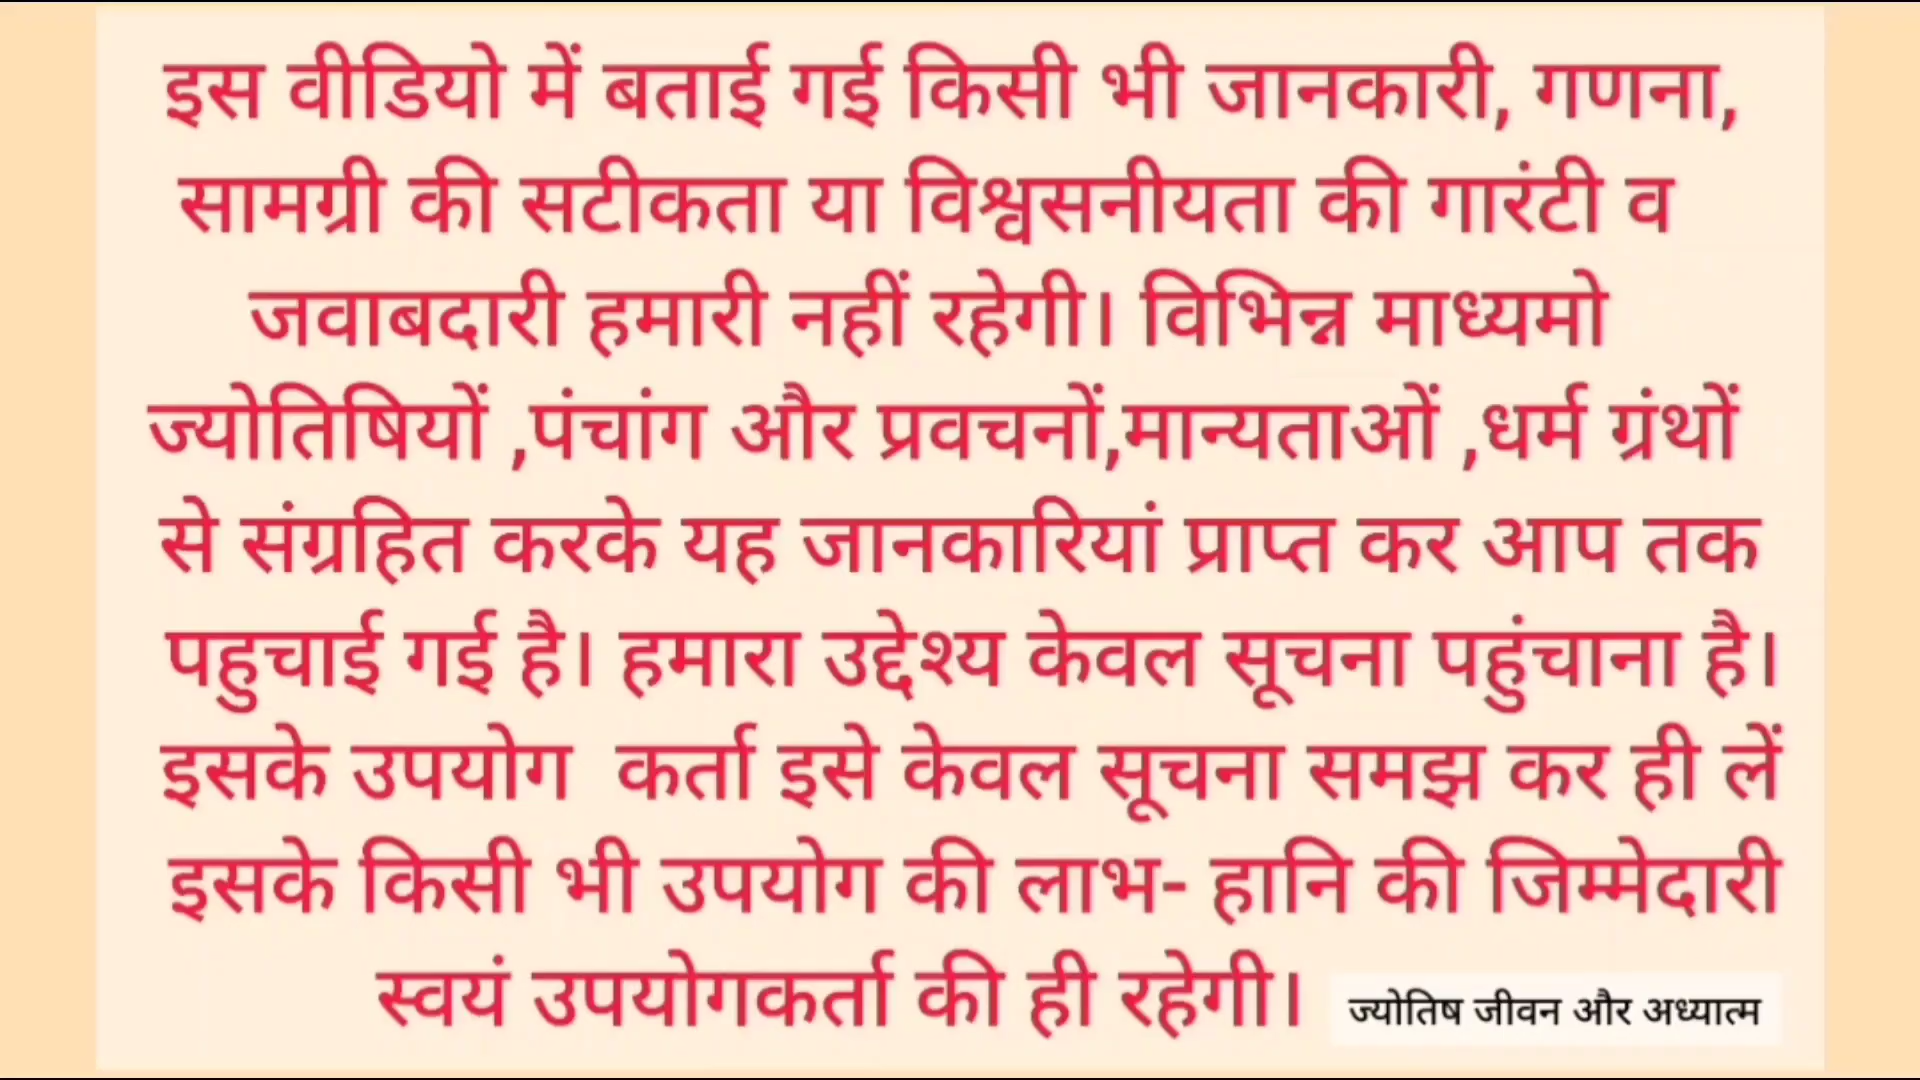 इस वीडियो में बताई गई किसी भी जानकारी, गणना,
सामग्री की सटीकता या विश्वसनीयता की गारंटी व
जवाबदारी हमारी नहीं रहेगी। विभिन्न माध्यमो
ज्योतिषियों ,पंचांग और प्रवचनों,मान्यताओं ,धर्म ग्रंथों
से संग्रहित करके यह जानकारियां प्राप्त कर आप तक
पहुचाई गई है। हमारा उद्देश्य केवल सूचना पहुंचाना है।
इसके उपयोग  कर्ता इसे केवल सूचना समझ कर ही लें
इसके किसी भी उपयोग की लाभ- हानि की जिम्मेदारी
स्वयं उपयोगकर्ता की ही रहेगी।
ज्योतिष जीवन और अध्यात्म